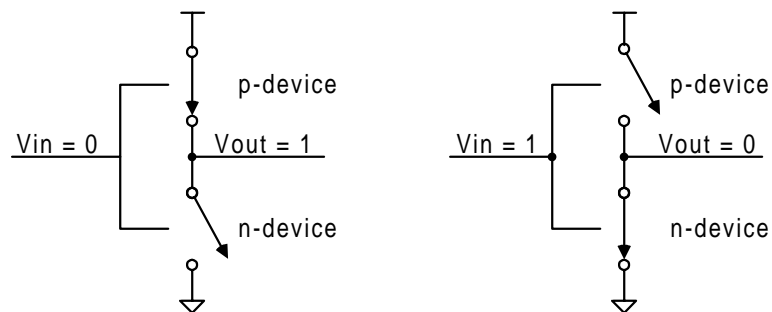 p-device
Vin = 0
Vout = 1
n-device
p-device
Vin = 1
Vout = 0
n-device